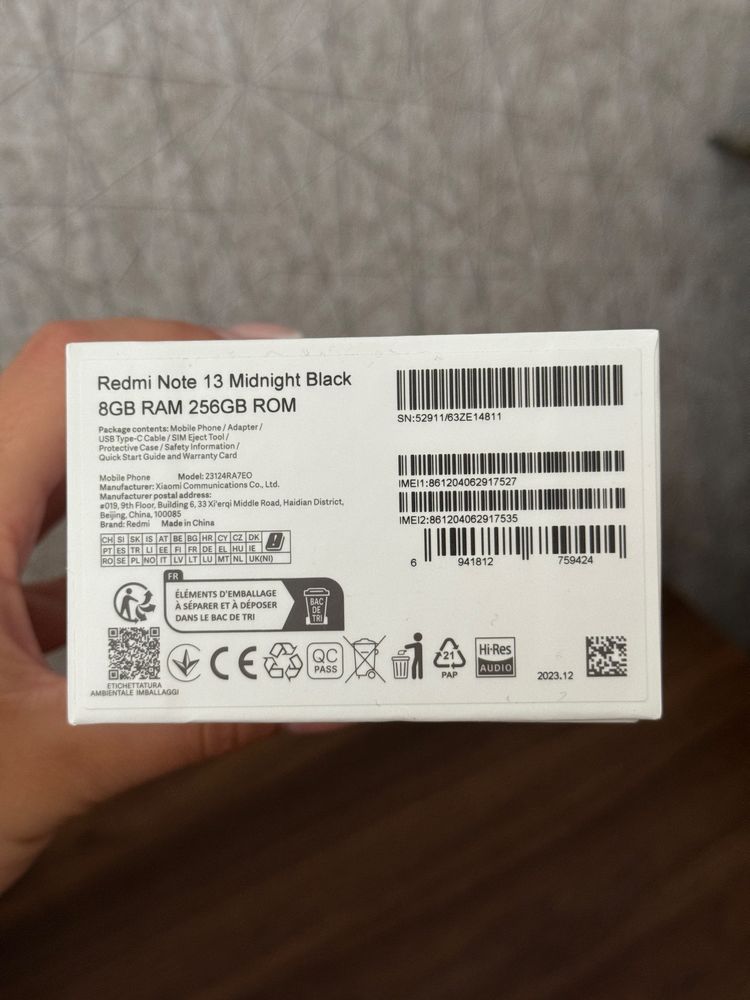 Redmi Note 13 Midnight Black
8GB RAM 256GB ROM
Package contents: Mobile Phone / Adapter /
USB Type-C Cable / SIM Eject Tool /
Protective Case / Safety Information /
Quick Start Guide and Warranty Card
Mobile Phone Model: 23124RA7EO
Manufacturer: Xiaomi Communications Co., Ltd.
Manufacturer postal address:
#019, 9th Floor, Building 6, 33 Xi'erqi Middle Road, Haidian District,
Beijing, China, 100085
Brand: Redmi Made in China
CH SI SK IS AT BE BG HR CY CZ DK
PT ES TR LI EE FI FR DE EL HU IE
RO SE PL NO IT LV LT LU MT NL UK(NI)
SN:52911/63ZE14811
IMEI1:861204062917527
IMEI2:861204062917535
6 941812 759424
FR
ÉLÉMENTS D'EMBALLAGE
À SÉPARER ET À DÉPOSER
DANS LE BAC DE TRI
BAC
DE
TRI
ETICHETTATURA
AMBIENTALE IMBALLAGGI
CE
QC
PASS
21
PAP
Hi-Res
AUDIO
2023.12